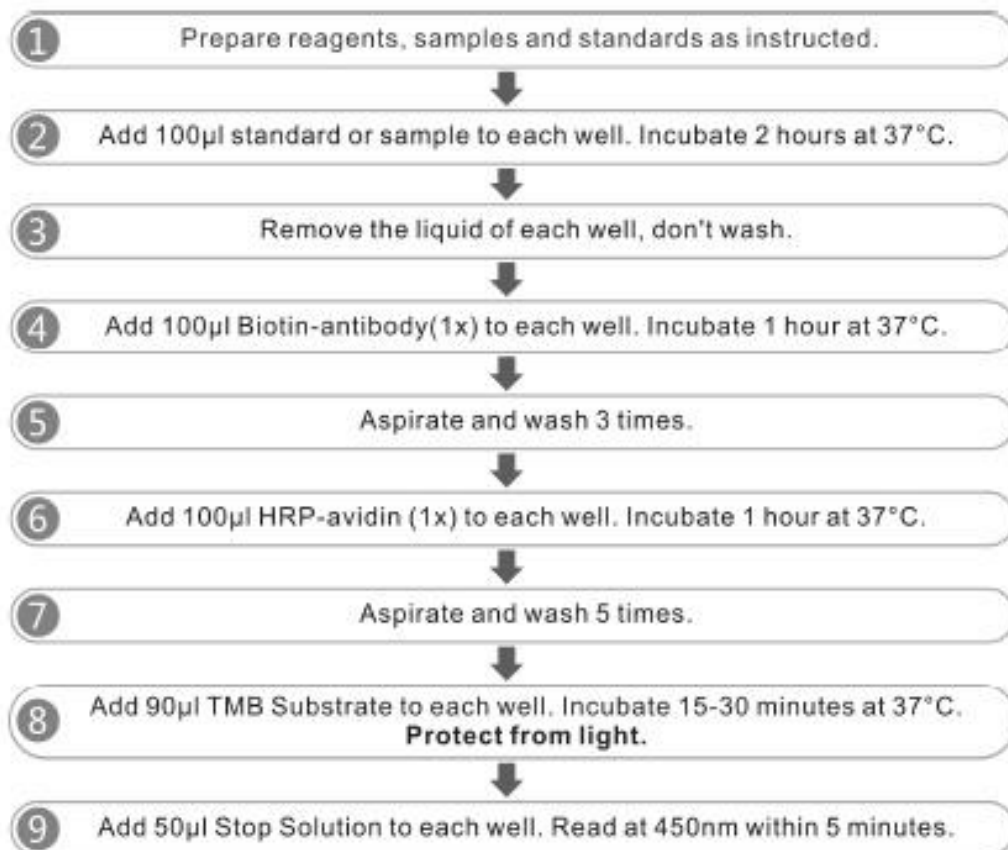 1 Prepare reagents, samples and standards as instructed.
2 Add 100µl standard or sample to each well. Incubate 2 hours at 37°C.
3 Remove the liquid of each well, don't wash.
4 Add 100µl Biotin-antibody(1x) to each well. Incubate 1 hour at 37°C.
5 Aspirate and wash 3 times.
6 Add 100µl HRP-avidin (1x) to each well. Incubate 1 hour at 37°C.
7 Aspirate and wash 5 times.
8 Add 90µl TMB Substrate to each well. Incubate 15-30 minutes at 37°C.
Protect from light.
9 Add 50µl Stop Solution to each well. Read at 450nm within 5 minutes.